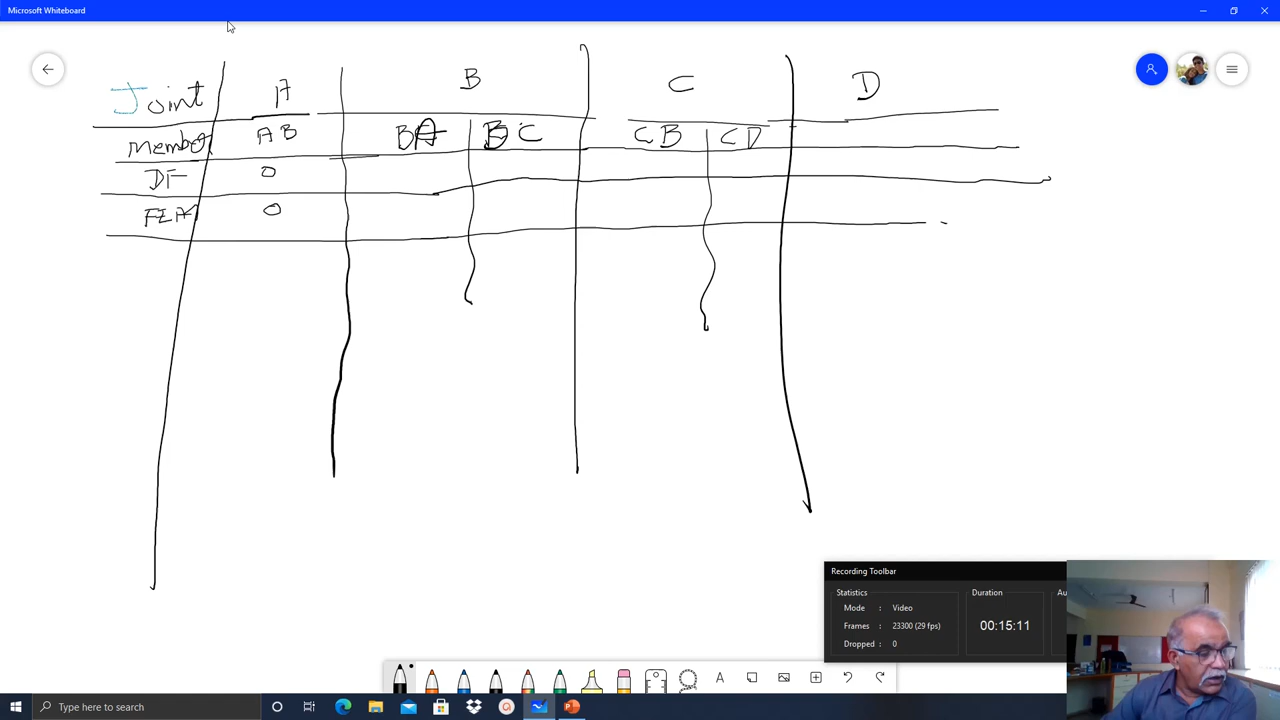 Microsoft Whiteboard
Joint A B C D
Member AB BA BC CB CD
DF 0
FEM 0
Recording Toolbar
Statistics Duration Au
Mode : Video
Frames : 23300 (29 fps) 00:15:11
Dropped : 0
A
Type here to search